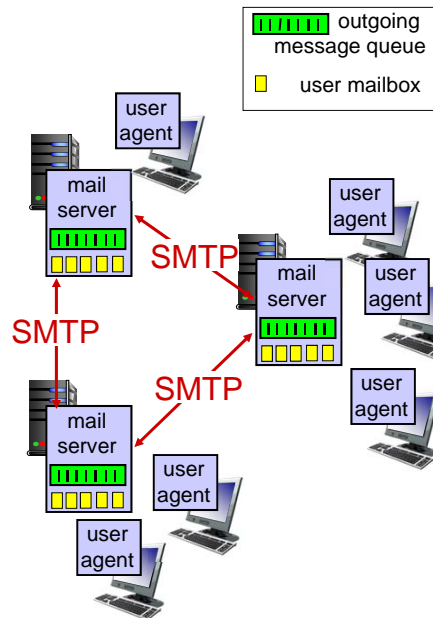 outgoing
message queue
user mailbox
user
agent
mail
server
user
agent
SMTP
mail
server
user
agent
SMTP
SMTP
user
agent
mail
server
user
agent
user
agent